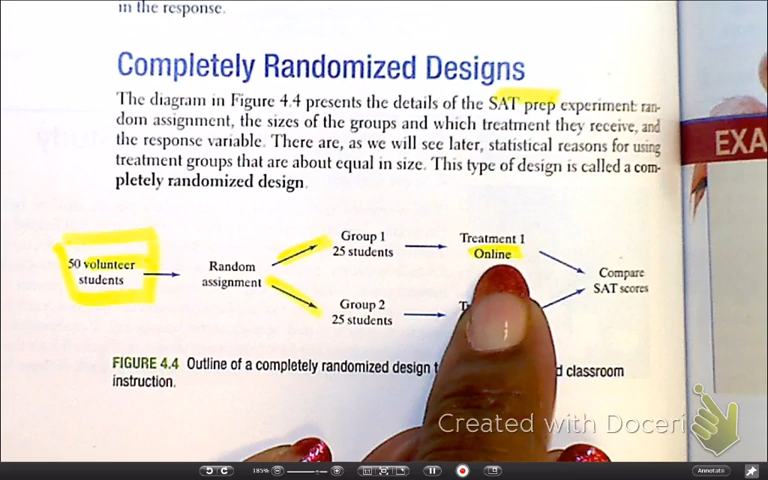 in the response.
Completely Randomized Designs
The diagram in Figure 4.4 presents the details of the SAT prep experiment: ran-
dom assignment, the sizes of the groups and which treatment they receive, and
the response variable. There are, as we will see later, statistical reasons for using
treatment groups that are about equal in size. This type of design is called a com-
pletely randomized design.
EXA
50 volunteer
students
Random
assignment
Group 1
25 students
Treatment 1
Online
Group 2
25 students
Compare
SAT scores
FIGURE 4.4 Outline of a completely randomized design classroom
instruction.
Created with Doceri
185%
Annotate